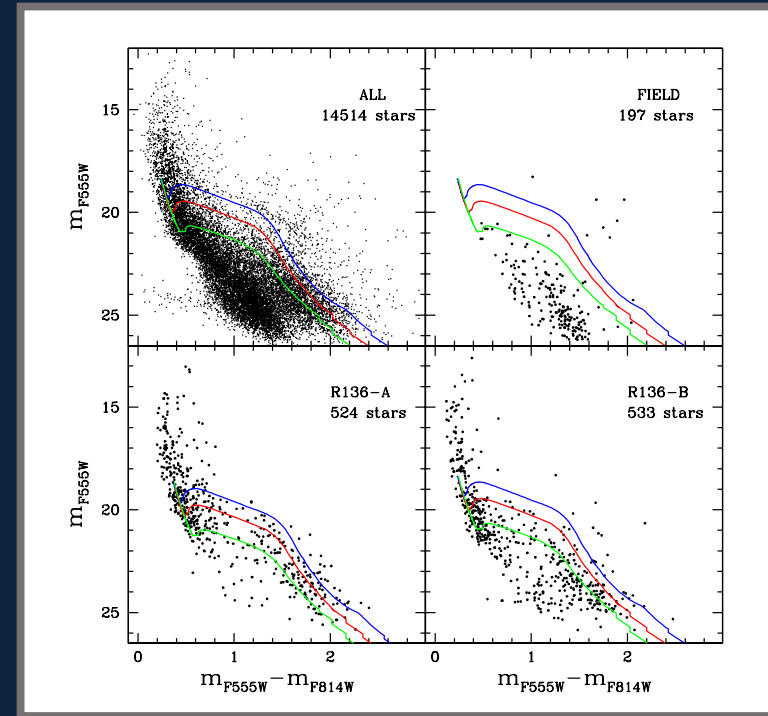 ALL
14514 stars
FIELD
197 stars
15
20
25
m_F555W
R136-A
524 stars
R136-B
533 stars
15
20
25
m_F555W
0 1 2
0 1 2
m_F555W−m_F814W
m_F555W−m_F814W